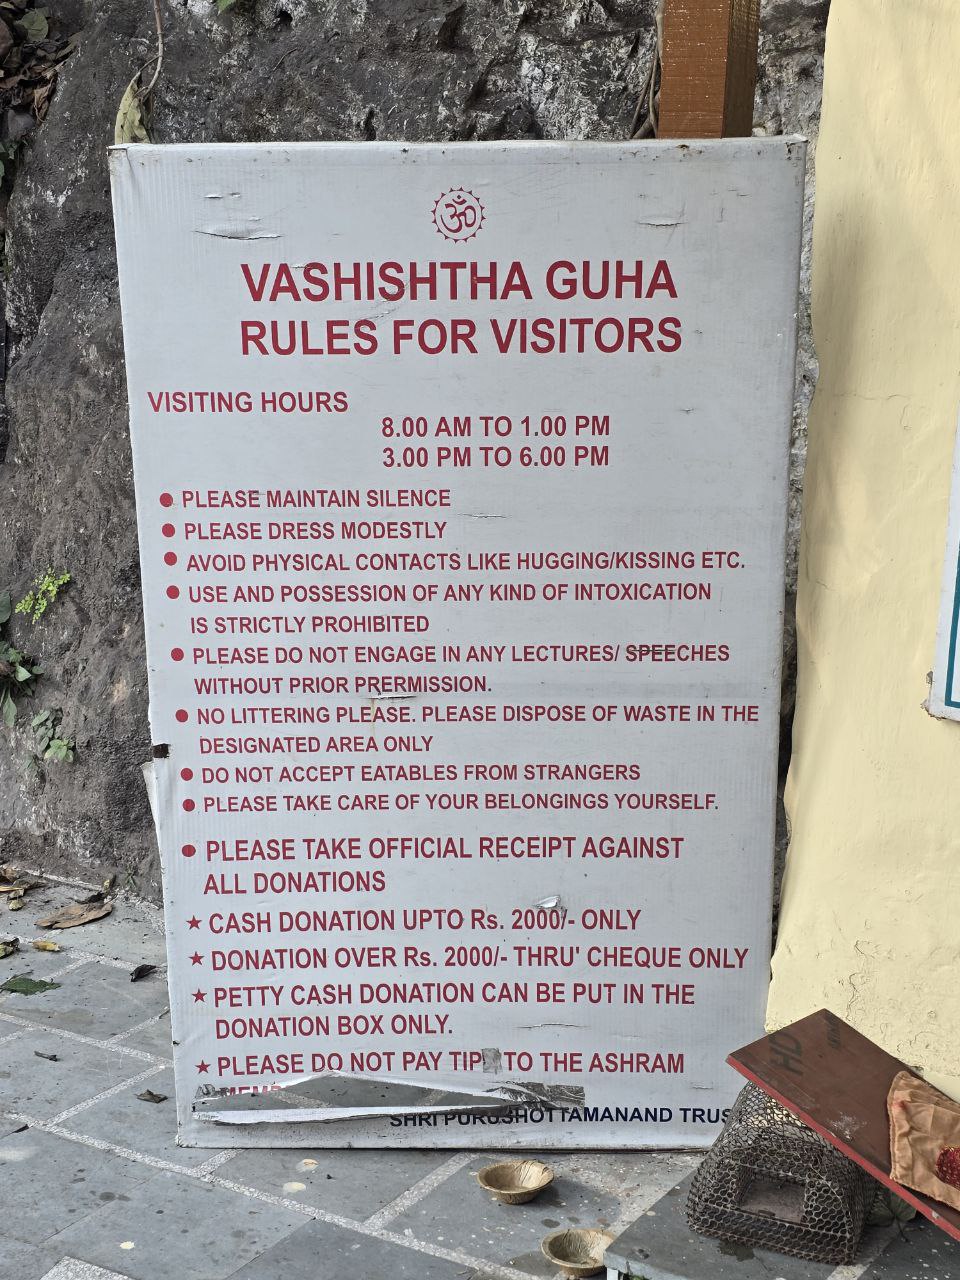 ॐ
VASHISHTHA GUHA
RULES FOR VISITORS
VISITING HOURS
8.00 AM TO 1.00 PM
3.00 PM TO 6.00 PM
● PLEASE MAINTAIN SILENCE
● PLEASE DRESS MODESTLY
● AVOID PHYSICAL CONTACTS LIKE HUGGING/KISSING ETC.
● USE AND POSSESSION OF ANY KIND OF INTOXICATION
IS STRICTLY PROHIBITED
● PLEASE DO NOT ENGAGE IN ANY LECTURES/ SPEECHES
WITHOUT PRIOR PRERMISSION.
● NO LITTERING PLEASE. PLEASE DISPOSE OF WASTE IN THE
DESIGNATED AREA ONLY
● DO NOT ACCEPT EATABLES FROM STRANGERS
● PLEASE TAKE CARE OF YOUR BELONGINGS YOURSELF.
● PLEASE TAKE OFFICIAL RECEIPT AGAINST
ALL DONATIONS
★ CASH DONATION UPTO Rs. 2000/- ONLY
★ DONATION OVER Rs. 2000/- THRU' CHEQUE ONLY
★ PETTY CASH DONATION CAN BE PUT IN THE
DONATION BOX ONLY.
★ PLEASE DO NOT PAY TIP TO THE ASHRAM
SHRI PURUSHOTTAMANAND TRUS
HD